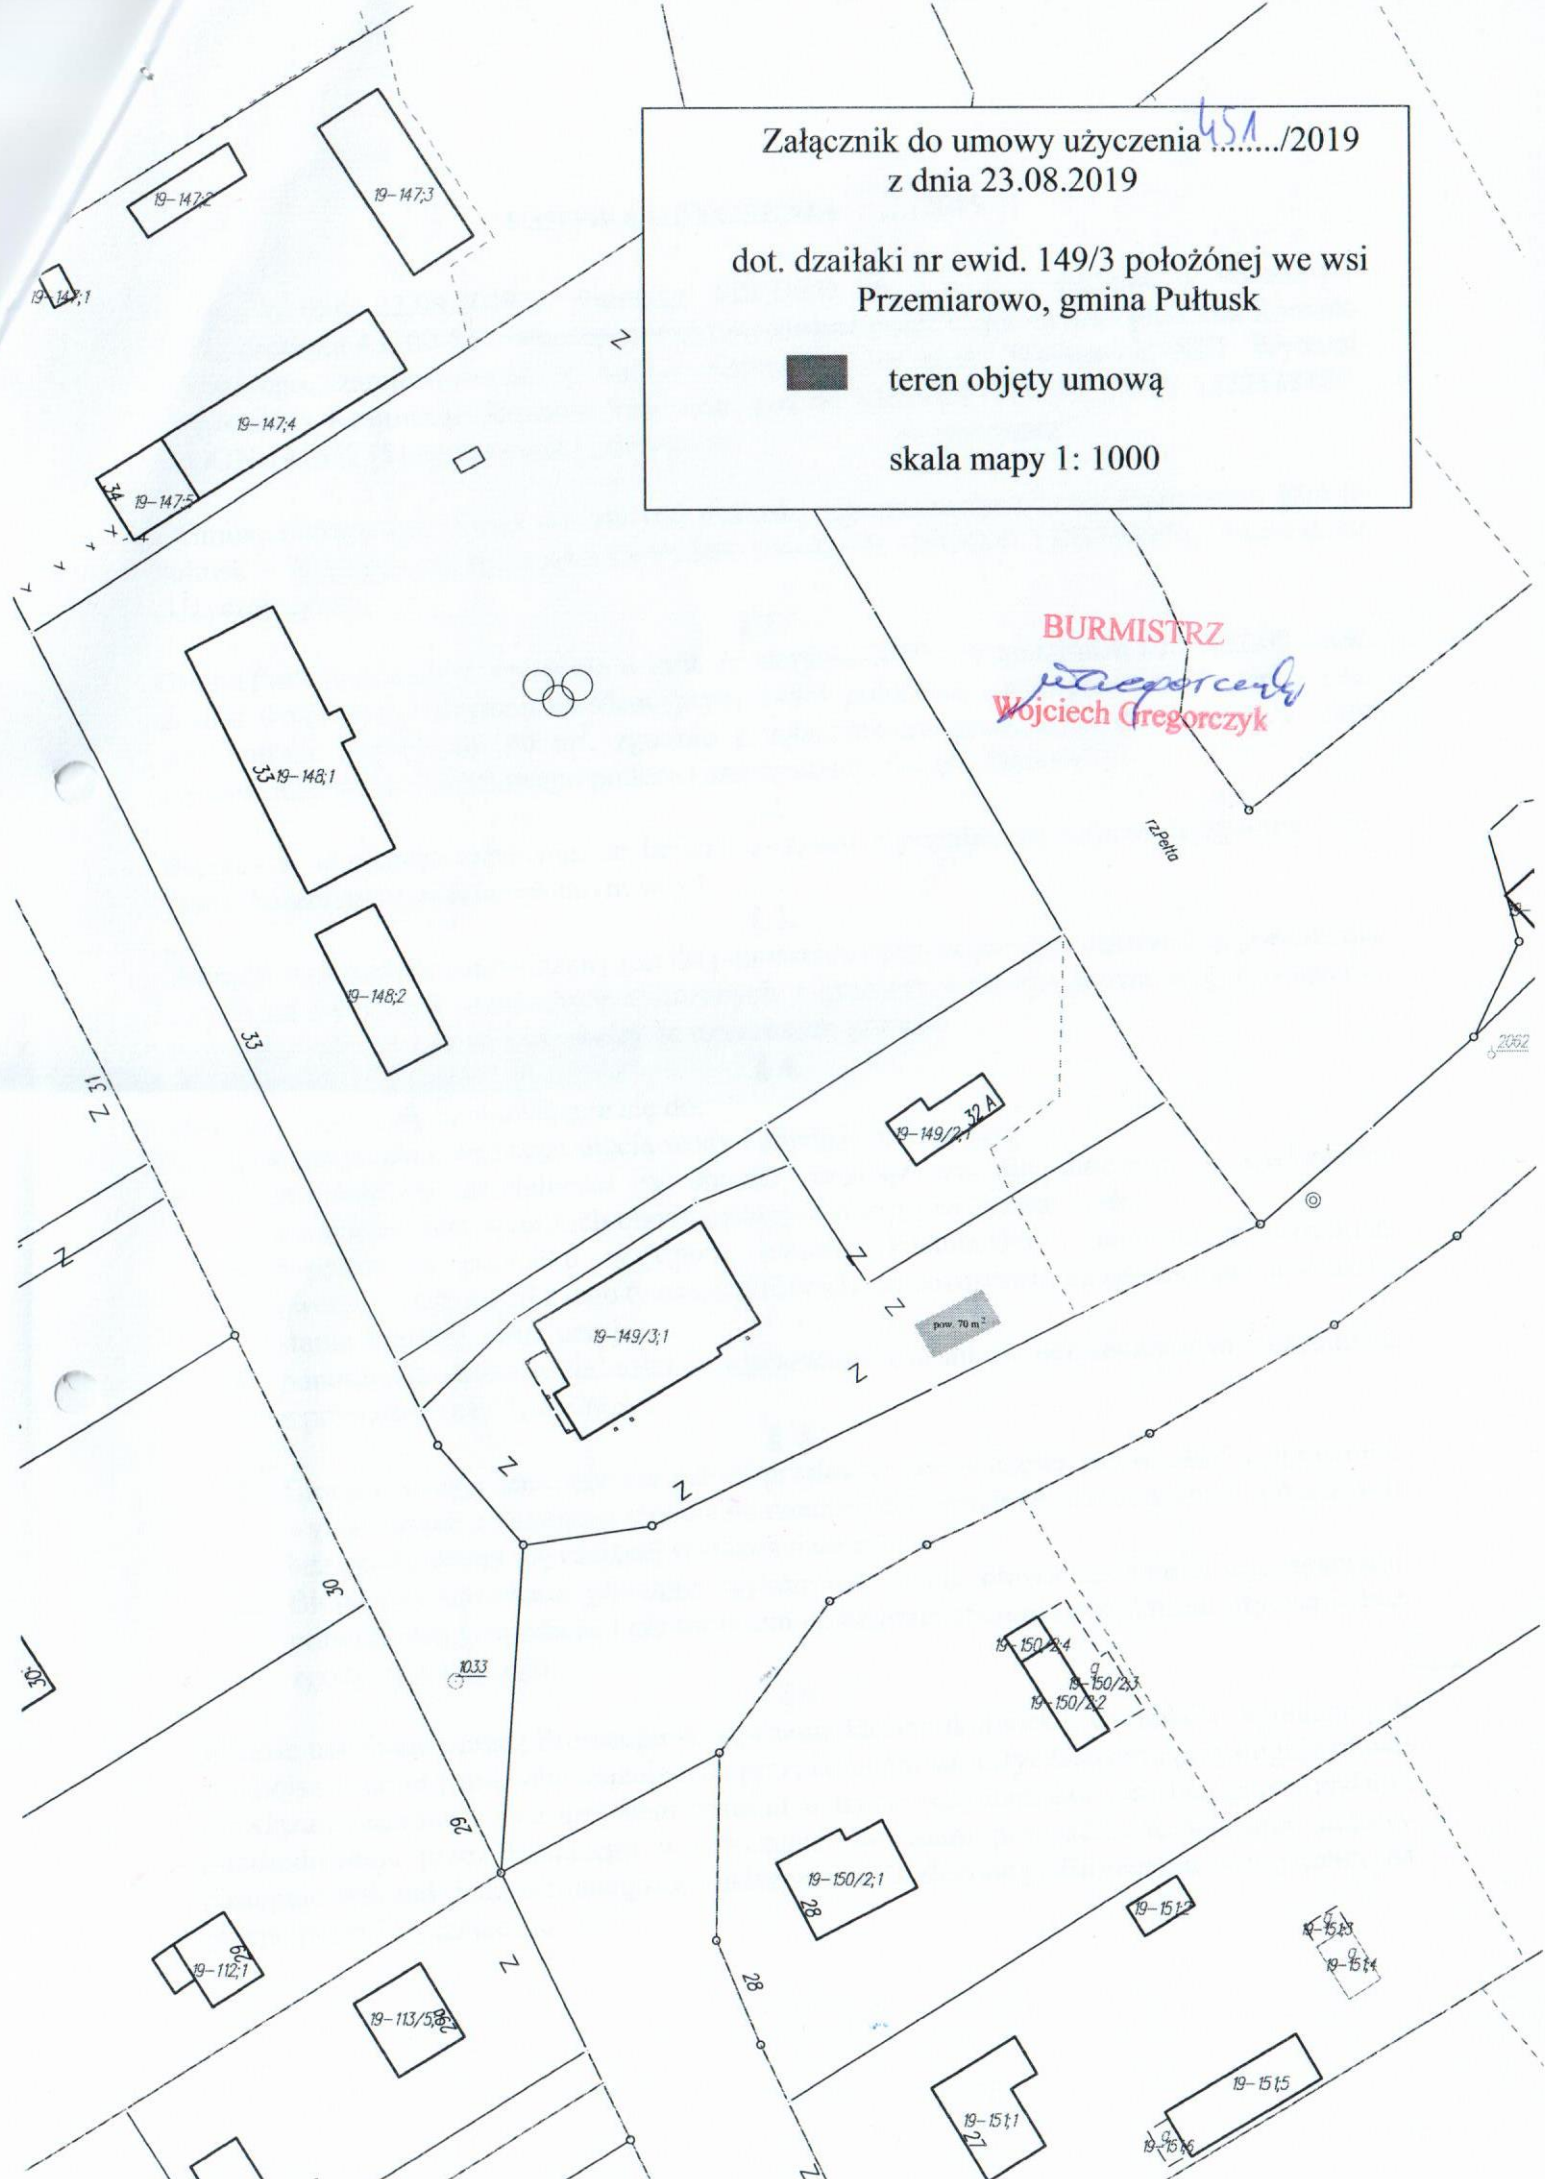 Załącznik do umowy użyczenia 451/2019
z dnia 23.08.2019
dot. dzaiłaki nr ewid. 149/3 położónej we wsi
Przemiarowo, gmina Pułtusk
teren objęty umową
skala mapy 1: 1000
BURMISTRZ
Wojciech Gregorczyk
19-147;2
19-147;3
19-147;1
19-147;4
34
19-147;5
Z
33
19-148;1
rz.Pełta
19-148;2
33
19-
2062
Z 31
32 A
19-149/2;1
Z
Z
Z
pow. 70 m²
19-149/3;1
Z
Z
Z
30
30
1033
19-150/2;4
g
19-150/2;3
19-150/2;2
29
19-150/2;1
28
19-151;2
g
19-151;3
g
19-151;4
29
19-112;1
Z
19-113/5;
28
19-151;5
19-151;1
27
g
19-151;6
Z